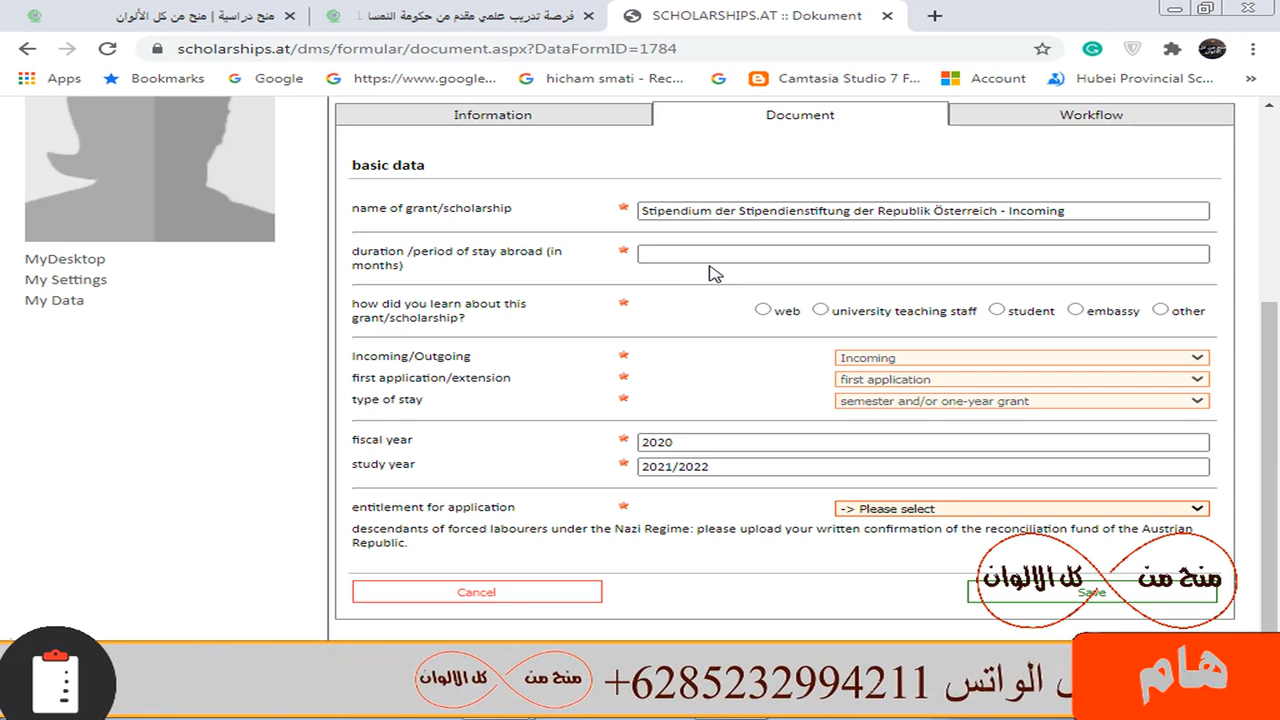 منح دراسية | منح من كل الألوان
فرصة تدريب علمي مقدم من حكومة النمسا 1
SCHOLARSHIPS.AT :: Dokument
scholarships.at/dms/formular/document.aspx?DataFormID=1784
Apps
Bookmarks
Google
https://www.google...
hicham smati - Rec...
Camtasia Studio 7 F...
Account
Hubei Provincial Sc...
Information
Document
Workflow
basic data
name of grant/scholarship
Stipendium der Stipendienstiftung der Republik Österreich - Incoming
duration /period of stay abroad (in
months)
how did you learn about this
grant/scholarship?
web university teaching staff student embassy other
MyDesktop
My Settings
My Data
Incoming/Outgoing
Incoming
first application/extension
first application
type of stay
semester and/or one-year grant
fiscal year
2020
study year
2021/2022
entitlement for application
-> Please select
descendants of forced labourers under the Nazi Regime: please upload your written confirmation of the reconciliation fund of the Austrian
Republic.
منح من كل الالوان
Cancel
Save
منح من كل الالوان
الواتس +6285232994211
هام